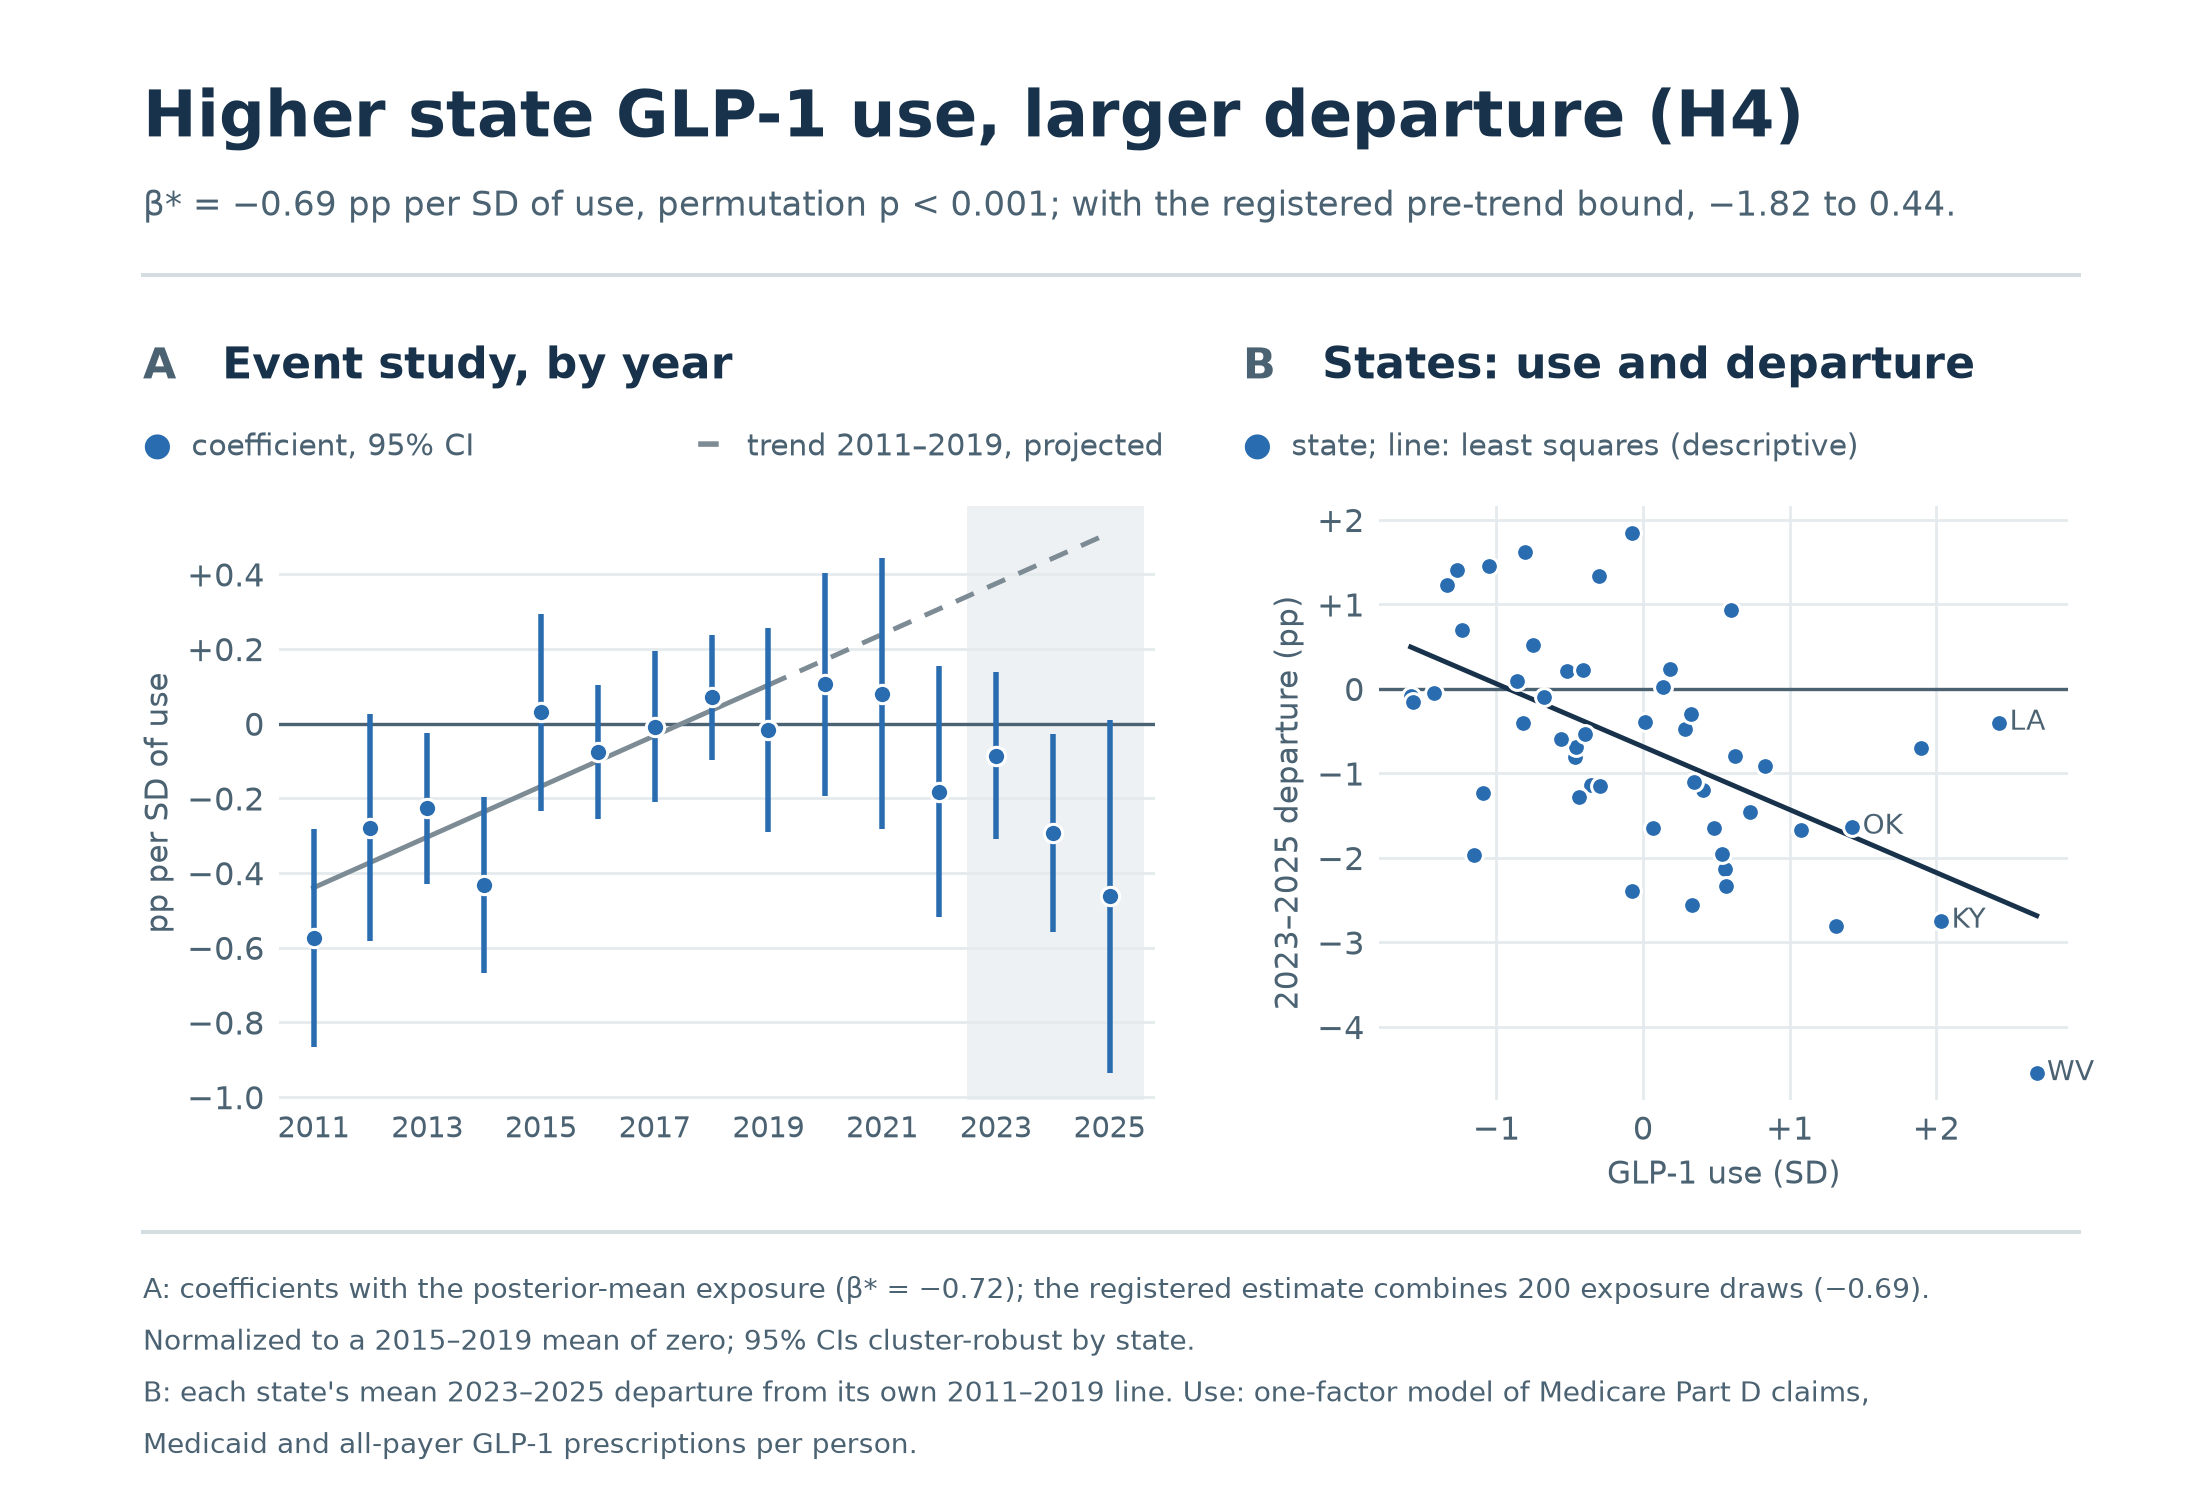 Higher state GLP-1 use, larger departure (H4)
β* = −0.69 pp per SD of use, permutation p < 0.001; with the registered pre-trend bound, −1.82 to 0.44.
A Event study, by year
coefficient, 95% CI
trend 2011–2019, projected
pp per SD of use
+0.4
+0.2
0
−0.2
−0.4
−0.6
−0.8
−1.0
2011 2013 2015 2017 2019 2021 2023 2025
B States: use and departure
state; line: least squares (descriptive)
2023–2025 departure (pp)
+2
+1
0
−1
−2
−3
−4
LA
OK
KY
WV
−1 0 +1 +2
GLP-1 use (SD)
A: coefficients with the posterior-mean exposure (β* = −0.72); the registered estimate combines 200 exposure draws (−0.69).
Normalized to a 2015–2019 mean of zero; 95% CIs cluster-robust by state.
B: each state's mean 2023–2025 departure from its own 2011–2019 line. Use: one-factor model of Medicare Part D claims,
Medicaid and all-payer GLP-1 prescriptions per person.